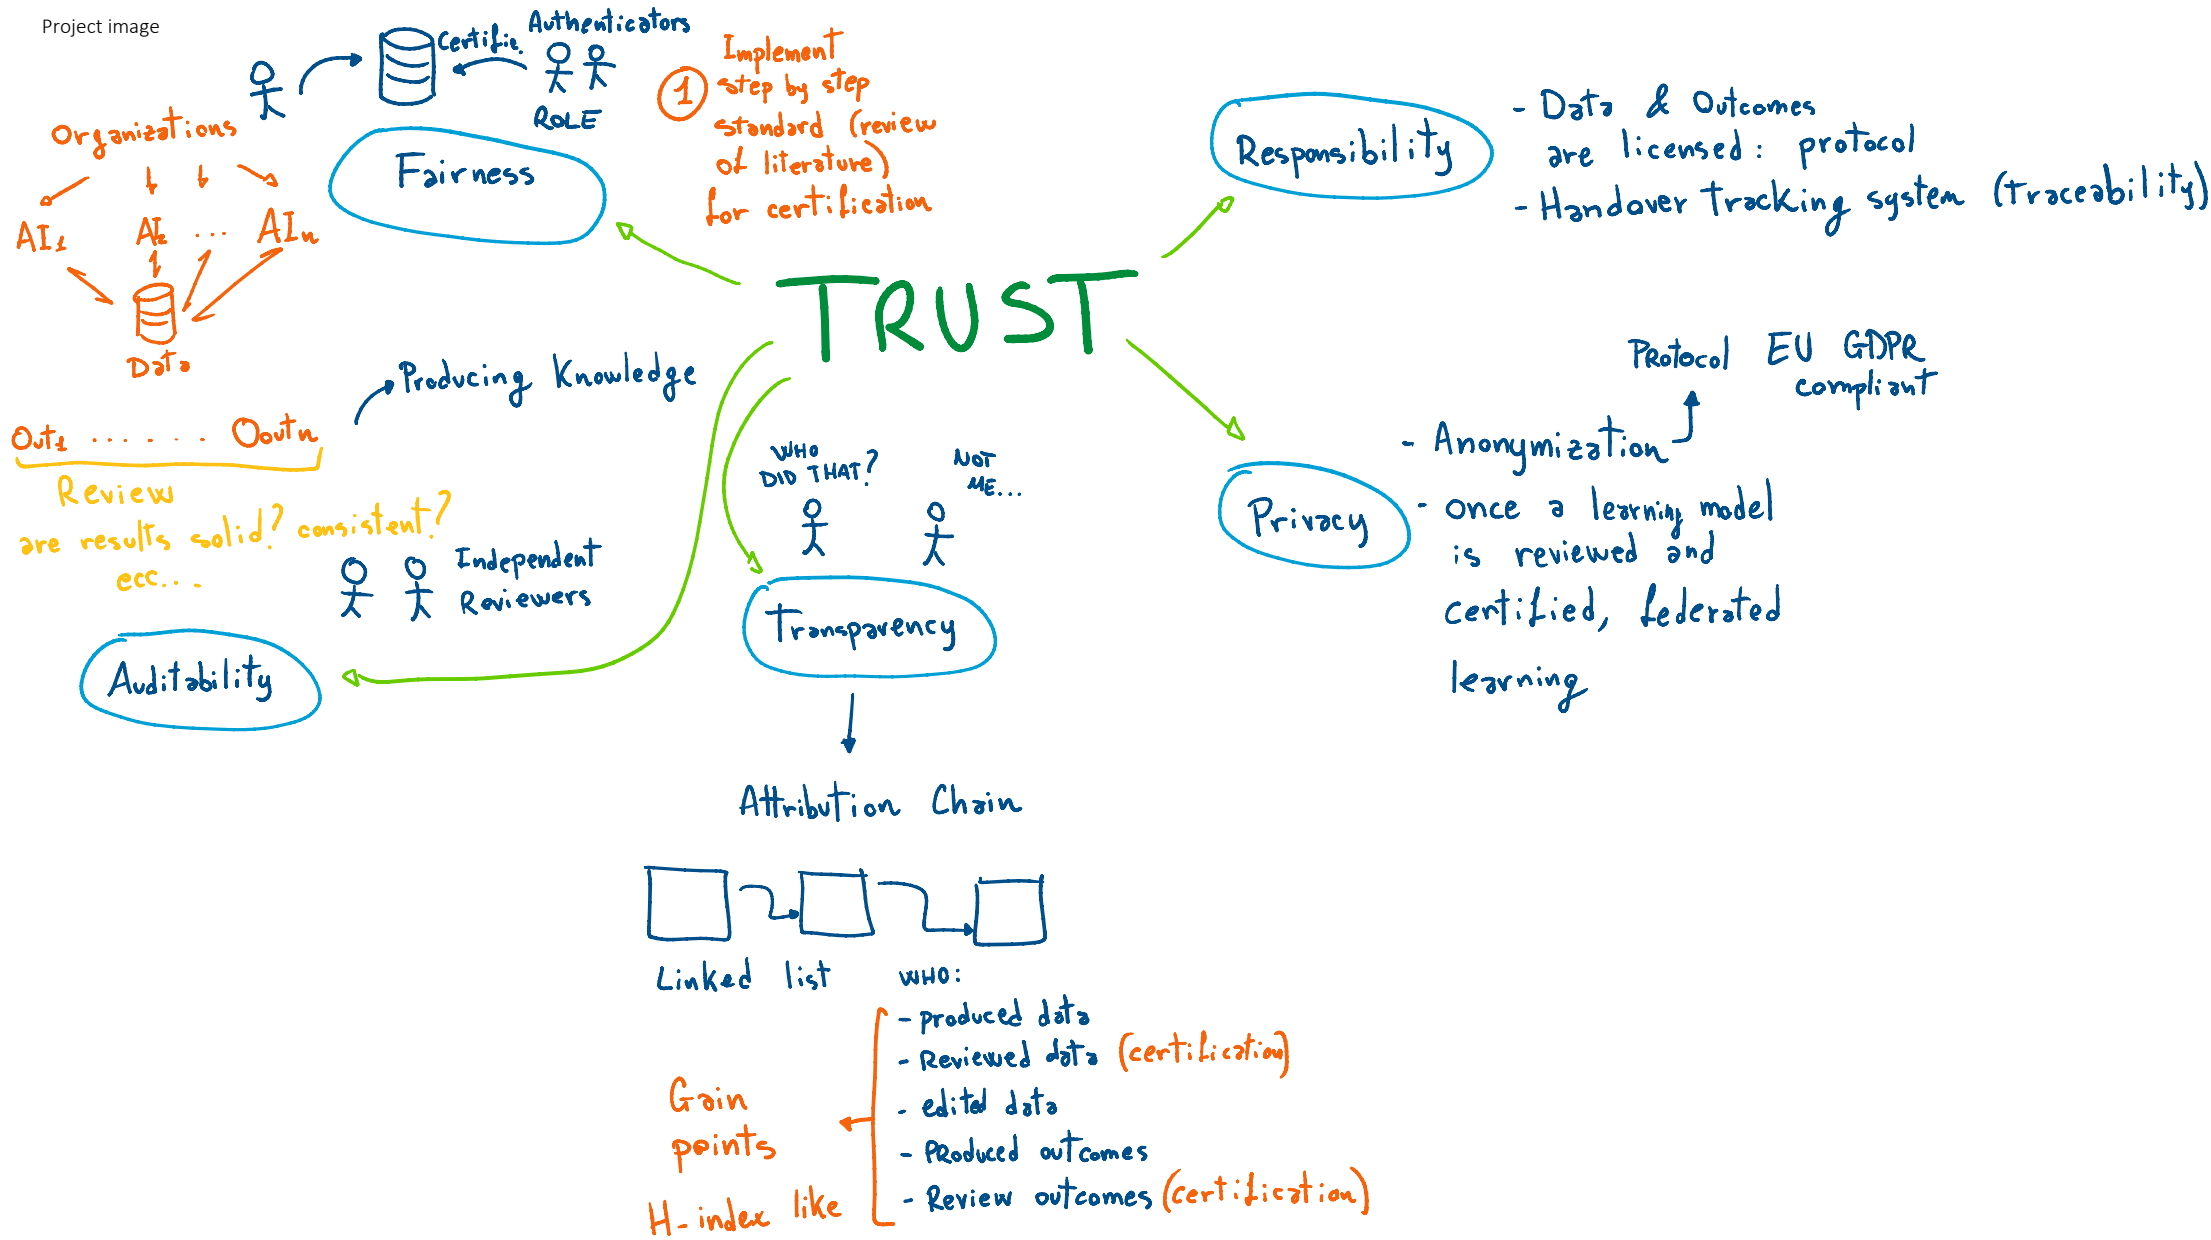 Project image
Certific.
Authenticators
ROLE
① Implement
step by step
standard (review
of literature)
for certification
Organizations
AI1 AI2 ... AIn
Data
Fairness
Responsibility
- Data & Outcomes
are licensed: protocol
- Handover Tracking system (Traceability)
TRUST
Producing Knowledge
Out1 ...... Ooutn
Review
are results solid? consistent?
ecc...
Independent
Reviewers
Auditability
WHO
DID THAT?
NOT
ME...
Transparency
Protocol EU GDPR
compliant
- Anonymization
Privacy
- once a learning model
is reviewed and
certified, federated
learning
Attribution Chain
Linked list
WHO:
- produced data
- Reviewed data (certification)
- edited data
- PRoduced outcomes
- Review outcomes (certification)
Gain
points
H-index like